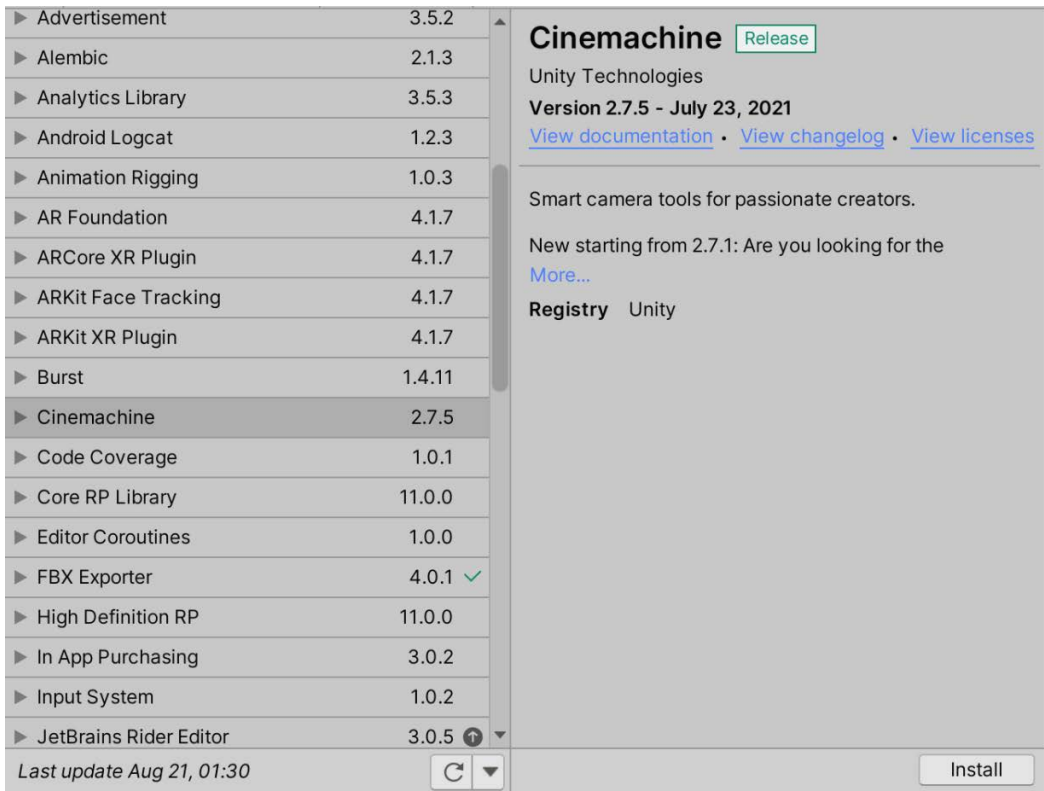 Advertisement 3.5.2
Alembic 2.1.3
Analytics Library 3.5.3
Android Logcat 1.2.3
Animation Rigging 1.0.3
AR Foundation 4.1.7
ARCore XR Plugin 4.1.7
ARKit Face Tracking 4.1.7
ARKit XR Plugin 4.1.7
Burst 1.4.11
Cinemachine 2.7.5
Code Coverage 1.0.1
Core RP Library 11.0.0
Editor Coroutines 1.0.0
FBX Exporter 4.0.1
High Definition RP 11.0.0
In App Purchasing 3.0.2
Input System 1.0.2
JetBrains Rider Editor 3.0.5
Last update Aug 21, 01:30
Cinemachine Release
Unity Technologies
Version 2.7.5 - July 23, 2021
View documentation • View changelog • View licenses
Smart camera tools for passionate creators.
New starting from 2.7.1: Are you looking for the
More...
Registry Unity
Install